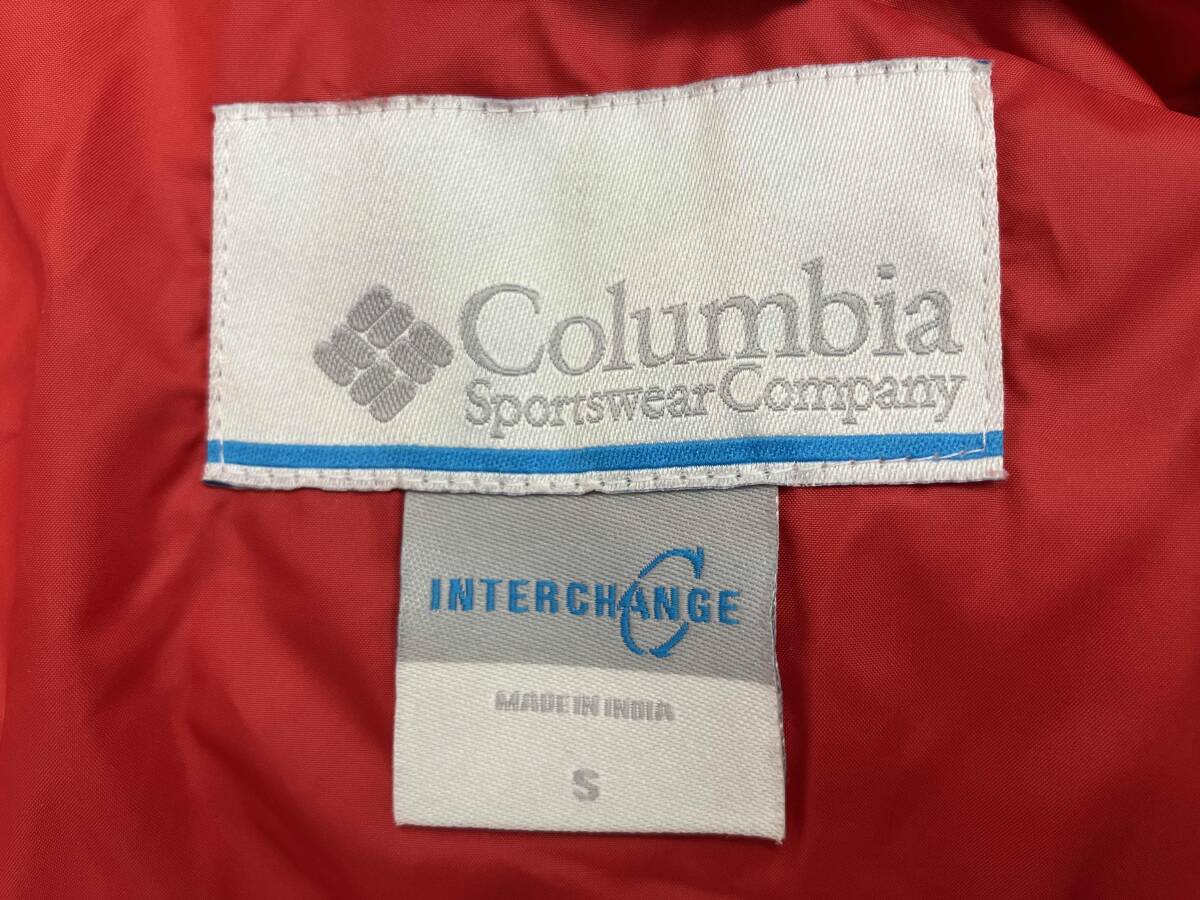 Columbia
Sportswear Company
INTERCHANGE
MADE IN INDIA
S